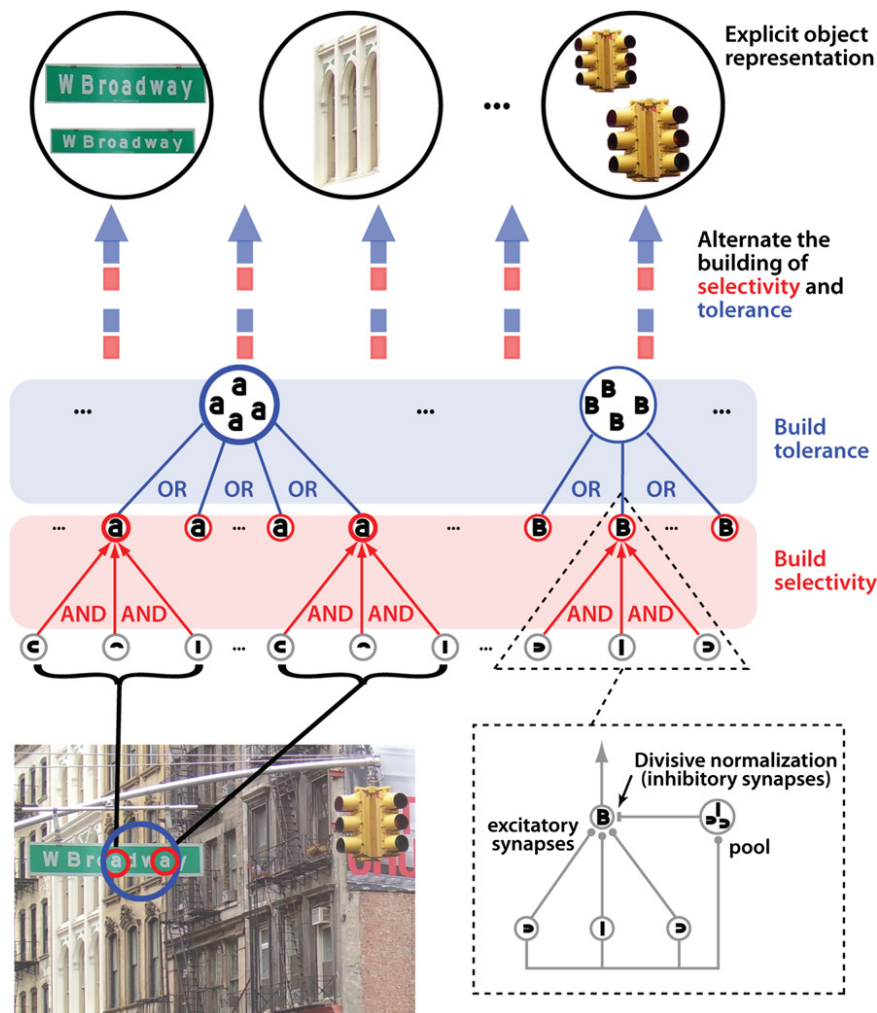 Explicit object
representation
W Broadway
W Broadway
...
Alternate the
building of
selectivity and
tolerance
... a a a a ... B B B B ...
Build
tolerance
OR OR OR OR OR
... a a ... a a ... B B ... B
Build
selectivity
AND AND AND AND AND AND
... ... ...
Divisive normalization
(inhibitory synapses)
B
excitatory
synapses
pool
W Broadway